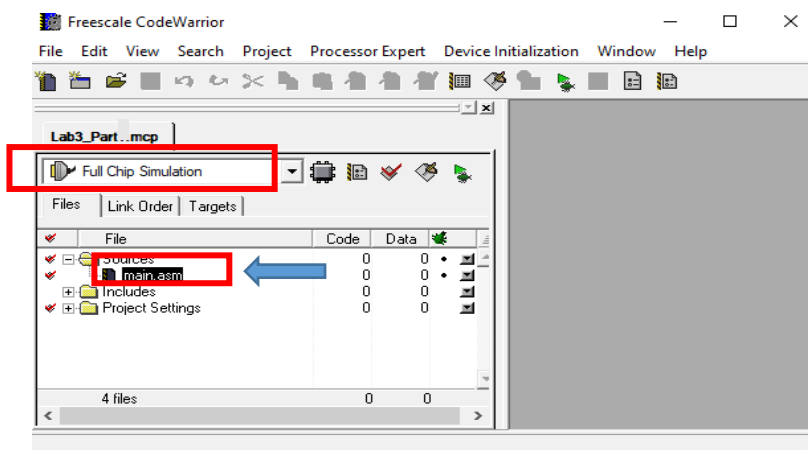 Freescale CodeWarrior
File Edit View Search Project Processor Expert Device Initialization Window Help
Lab3_Part..mcp
Full Chip Simulation
Files Link Order Targets
File Code Data
Sources 0 0
main.asm 0 0
Includes 0 0
Project Settings 0 0
4 files 0 0